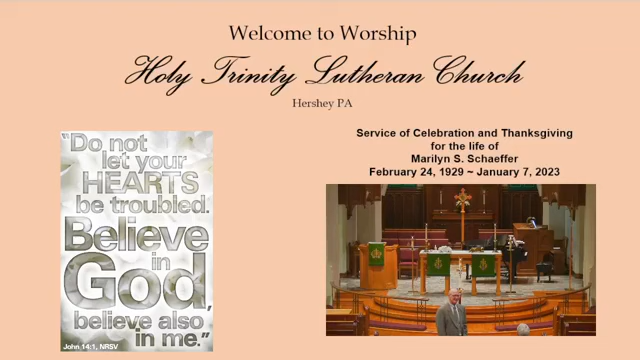 Welcome to Worship
Holy Trinity Lutheran Church
Hershey PA
"Do not
let your
HEARTS
be troubled.
Believe
in
God,
believe also
in me."
John 14:1, NRSV
Service of Celebration and Thanksgiving
for the life of
Marilyn S. Schaeffer
February 24, 1929 ~ January 7, 2023